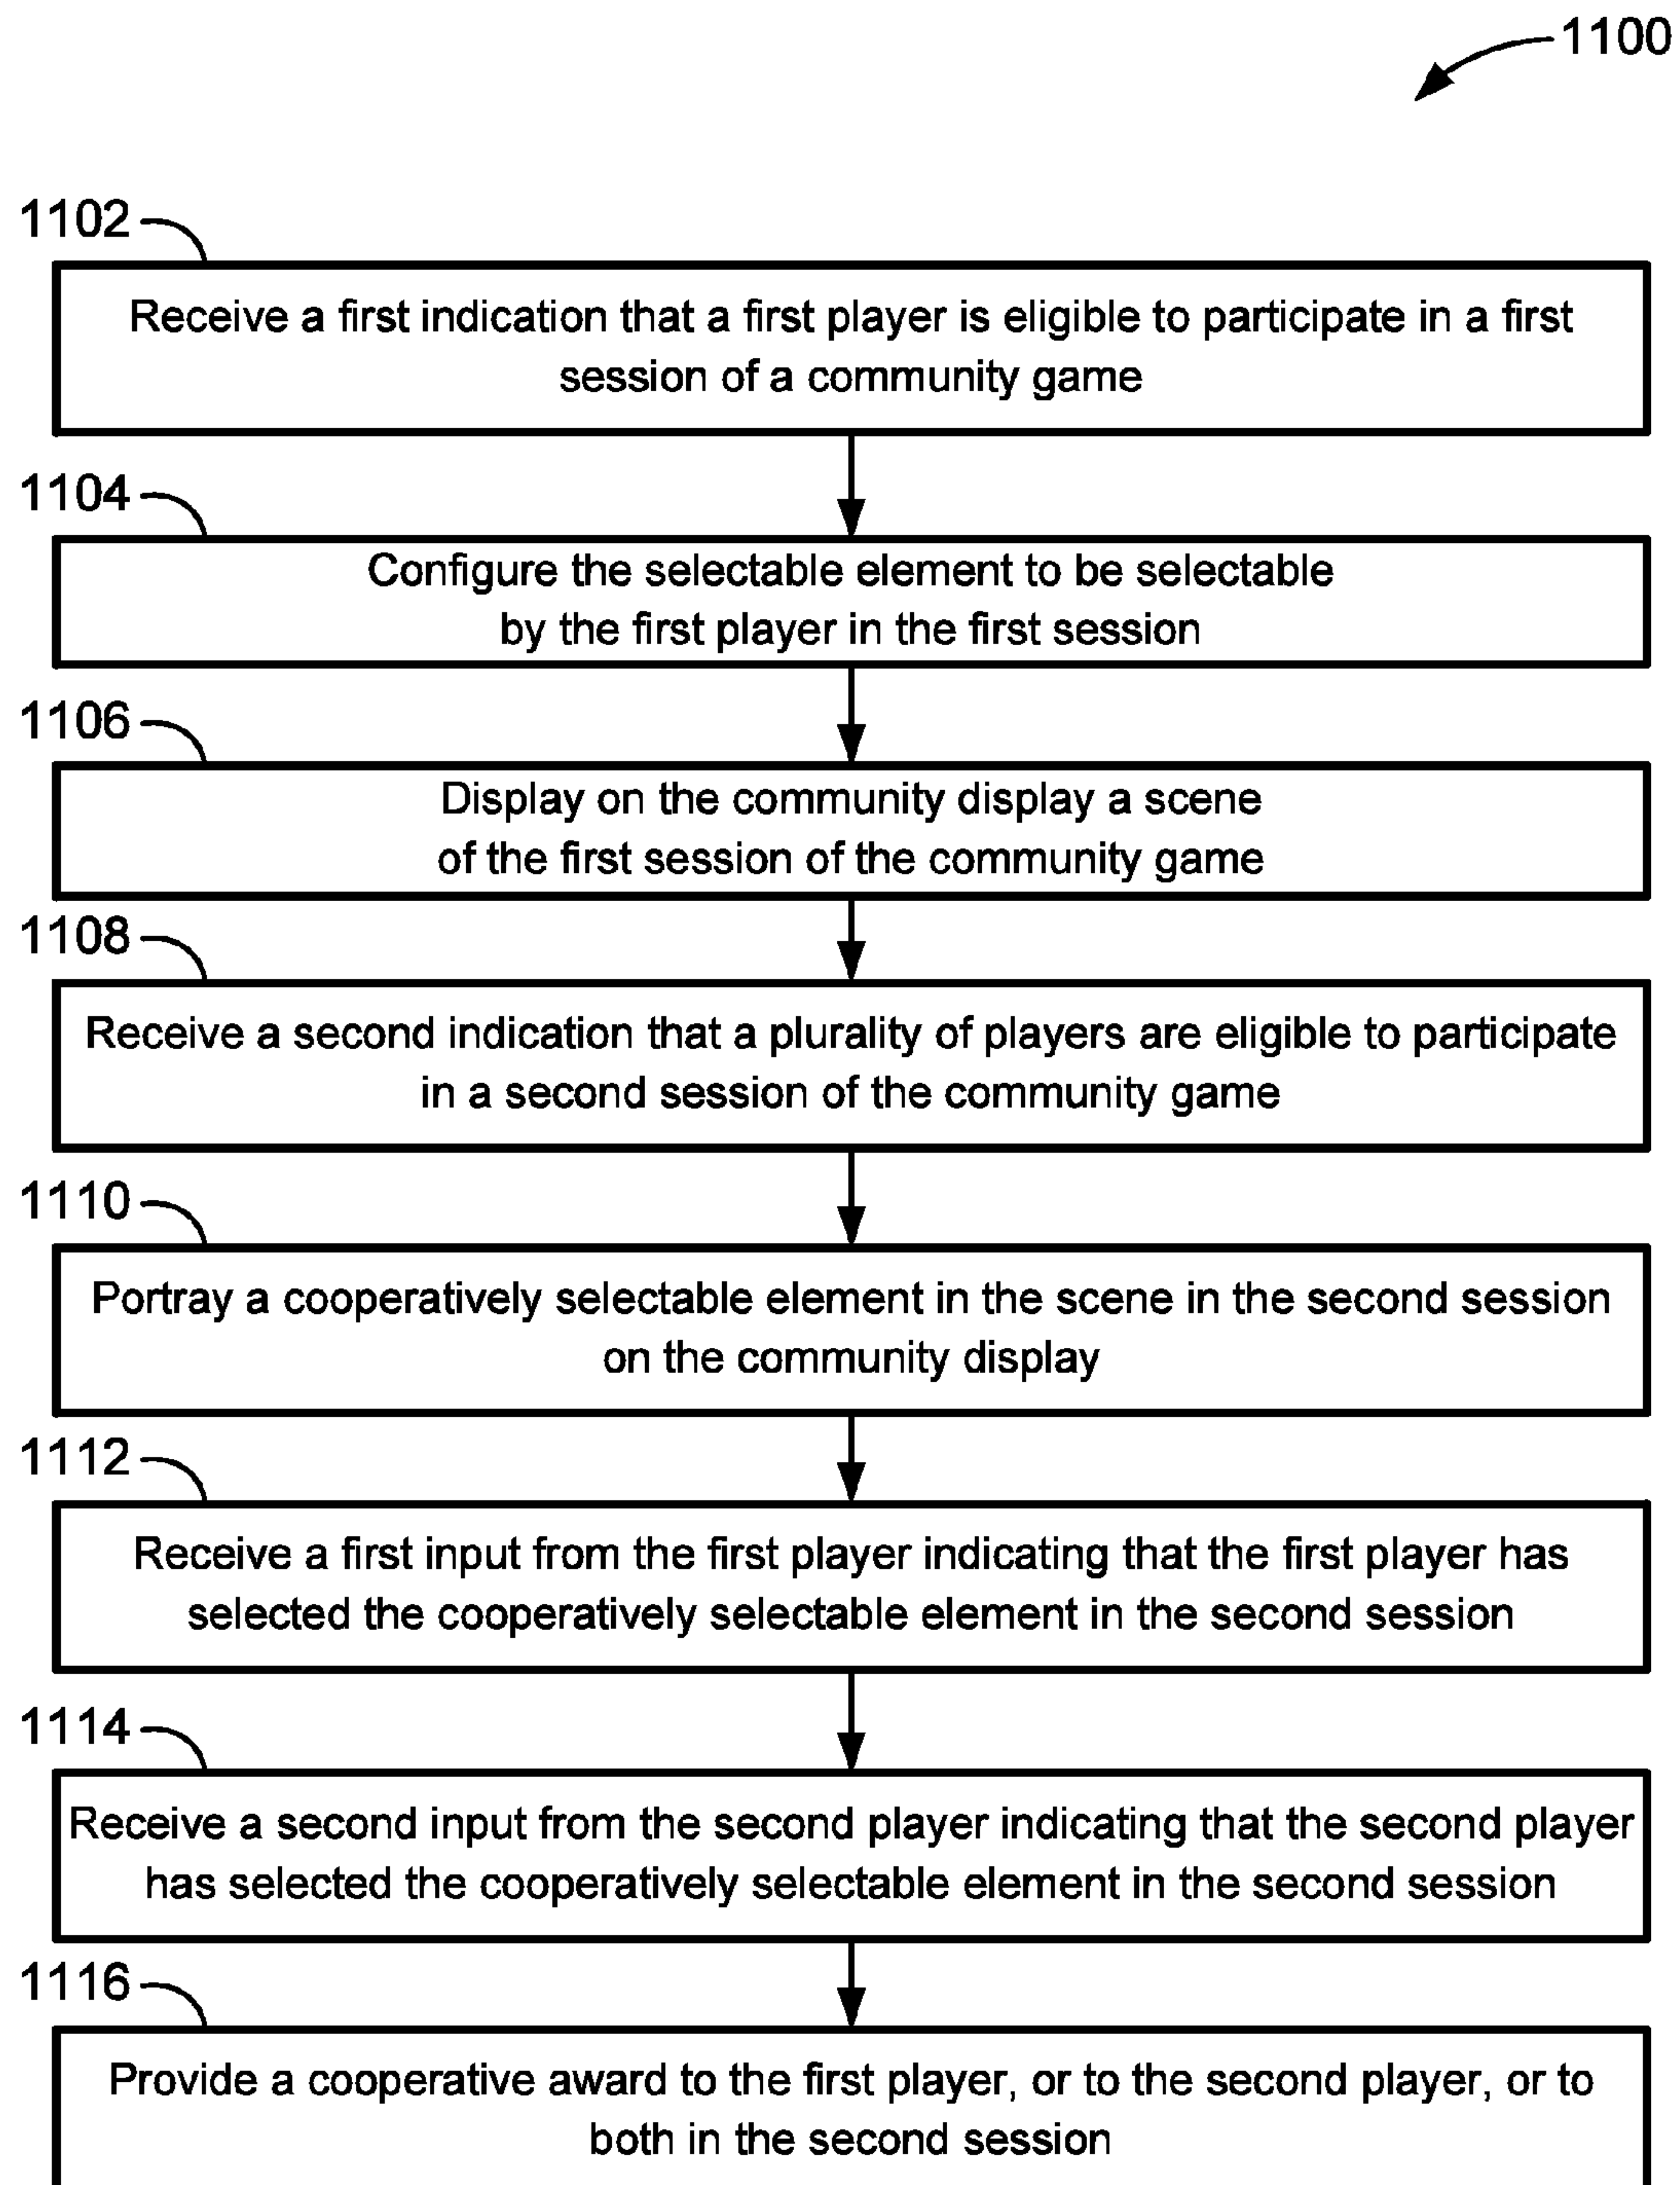 1100
1102
Receive a first indication that a first player is eligible to participate in a first
session of a community game
1104
Configure the selectable element to be selectable
by the first player in the first session
1106
Display on the community display a scene
of the first session of the community game
1108
Receive a second indication that a plurality of players are eligible to participate
in a second session of the community game
1110
Portray a cooperatively selectable element in the scene in the second session
on the community display
1112
Receive a first input from the first player indicating that the first player has
selected the cooperatively selectable element in the second session
1114
Receive a second input from the second player indicating that the second player
has selected the cooperatively selectable element in the second session
1116
Provide a cooperative award to the first player, or to the second player, or to
both in the second session